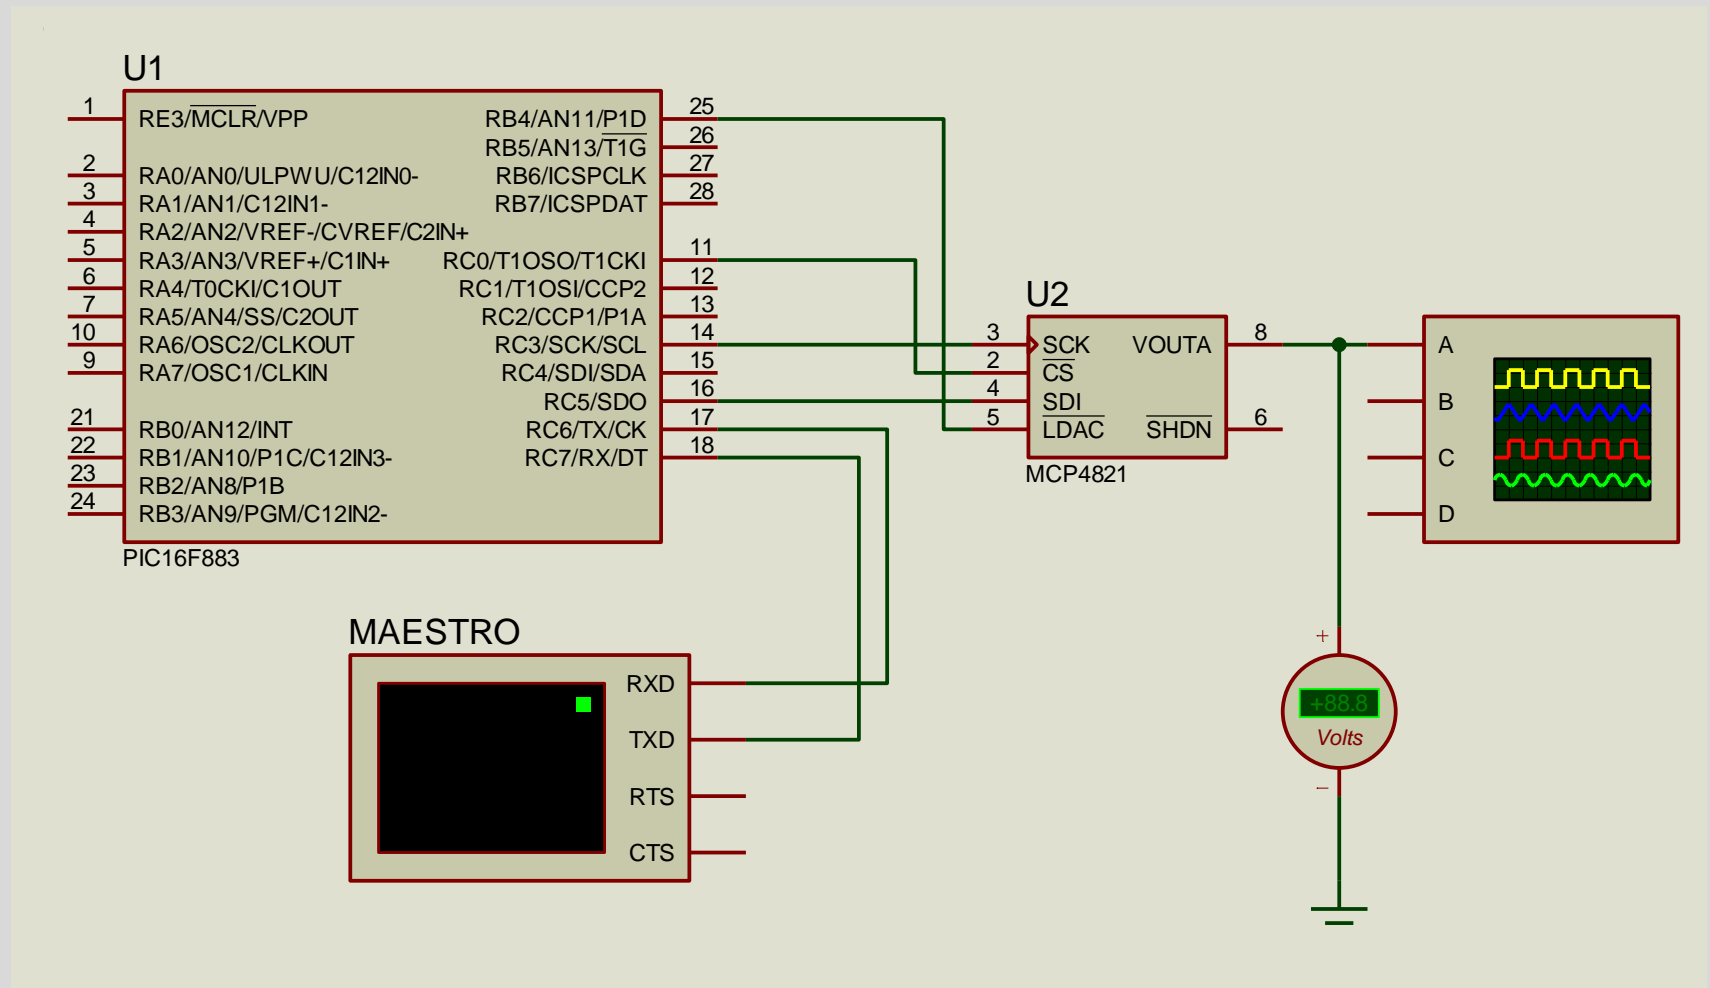 U1
1 RE3/MCLR/VPP
2 RA0/AN0/ULPWU/C12IN0-
3 RA1/AN1/C12IN1-
4 RA2/AN2/VREF-/CVREF/C2IN+
5 RA3/AN3/VREF+/C1IN+
6 RA4/T0CKI/C1OUT
7 RA5/AN4/SS/C2OUT
10 RA6/OSC2/CLKOUT
9 RA7/OSC1/CLKIN
21 RB0/AN12/INT
22 RB1/AN10/P1C/C12IN3-
23 RB2/AN8/P1B
24 RB3/AN9/PGM/C12IN2-
RB4/AN11/P1D 25
RB5/AN13/T1G 26
RB6/ICSPCLK 27
RB7/ICSPDAT 28
RC0/T1OSO/T1CKI 11
RC1/T1OSI/CCP2 12
RC2/CCP1/P1A 13
RC3/SCK/SCL 14
RC4/SDI/SDA 15
RC5/SDO 16
RC6/TX/CK 17
RC7/RX/DT 18
PIC16F883
U2
3 SCK VOUTA 8
2 CS
4 SDI
5 LDAC SHDN 6
MCP4821
A
B
C
D
MAESTRO
RXD
TXD
RTS
CTS
+
+88.8
Volts
−